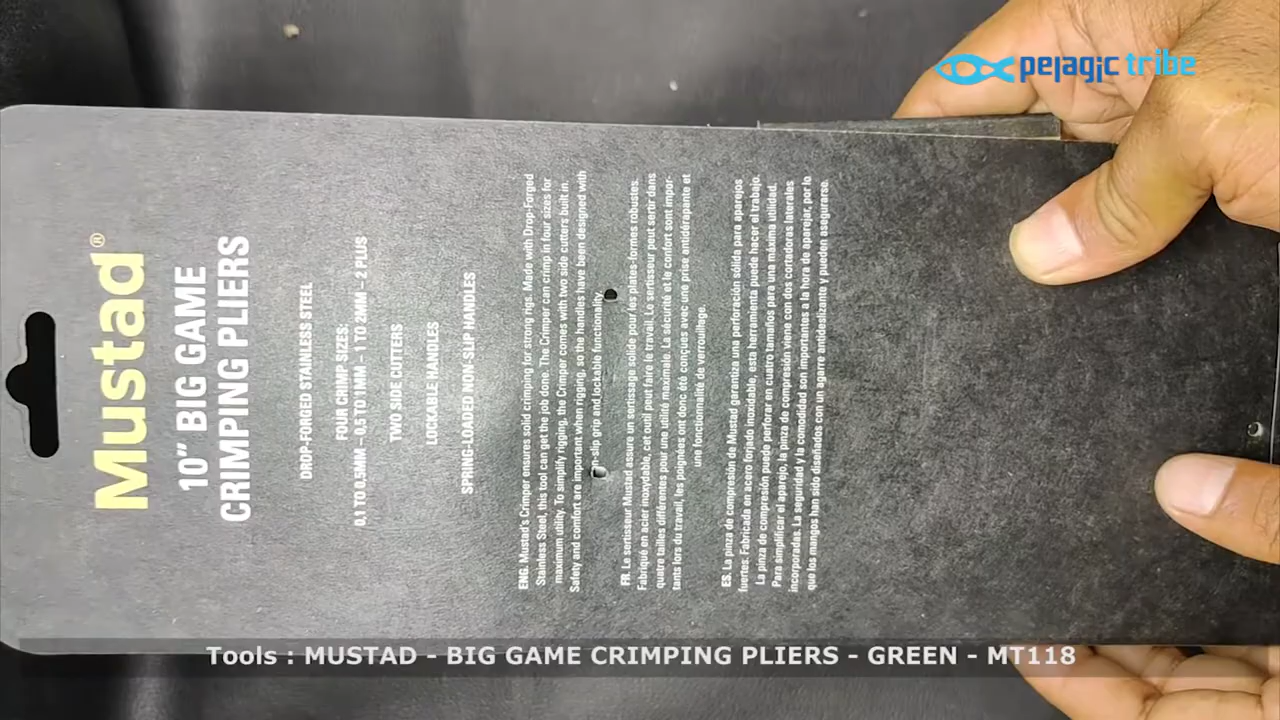 pelagic tribe
Mustad®
10” BIG GAME
CRIMPING PLIERS
DROP-FORGED STAINLESS STEEL
FOUR CRIMP SIZES:
0,1 TO 0,5MM – 0,5 TO 1MM – 1 TO 2MM – 2 PLUS
TWO SIDE CUTTERS
LOCKABLE HANDLES
SPRING-LOADED NON-SLIP HANDLES
ENG. Mustad's Crimper ensures solid crimping for strong rigs. Made with Drop-Forged
Stainless Steel, this tool can get the job done. The Crimper can crimp in four sizes for
maximum utility. To simplify rigging, the Crimper comes with two side cutters built in.
Safety and comfort are important when rigging, so the handles have been designed with
n-slip grip and lockable functionality.
FR. Le sertisseur Mustad assure un sertissage solide pour les plates-formes robustes.
Fabriqué en acier inoxydable, cet outil peut faire le travail. Le sertisseur peut sertir dans
quatre tailles différentes pour une utilité maximale. La sécurité et le confort sont impor-
tants lors du travail, les poignées ont donc été conçues avec une prise antidérapante et
une fonctionnalité de verrouillage.
ES. La pinza de compresión de Mustad garantiza una perforación sólida para aparejos
fuertes. Fabricada en acero forjado inoxidable, esta herramienta puede hacer el trabajo.
La pinza de compresión puede perforar en cuatro tamaños para una máxima utilidad.
Para simplificar el aparejo, la pinza de compresión viene con dos cortadoras laterales
incorporadas. La seguridad y la comodidad son importantes a la hora de aparejar, por lo
que los mangos han sido diseñados con un agarre antideslizante y pueden asegurarse.
Tools : MUSTAD - BIG GAME CRIMPING PLIERS - GREEN - MT118